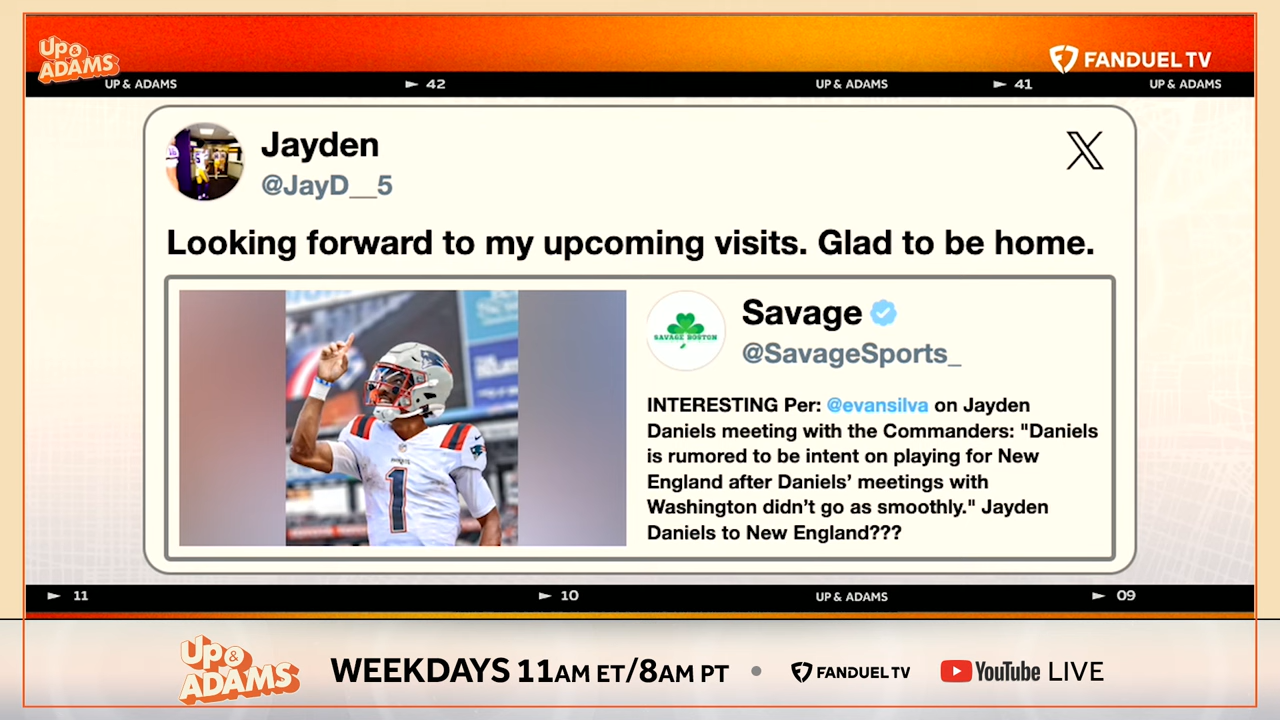 Up&
ADAMS
FANDUEL TV
UP & ADAMS
42
UP & ADAMS
41
UP & ADAMS
Jayden
@JayD__5
X
Looking forward to my upcoming visits. Glad to be home.
1
SAVAGE BOSTON
Savage
@SavageSports_
INTERESTING Per: @evansilva on Jayden
Daniels meeting with the Commanders: "Daniels
is rumored to be intent on playing for New
England after Daniels' meetings with
Washington didn't go as smoothly." Jayden
Daniels to New England???
11
10
UP & ADAMS
09
Up&
ADAMS
WEEKDAYS 11AM ET/8AM PT
FANDUEL TV
YouTube LIVE